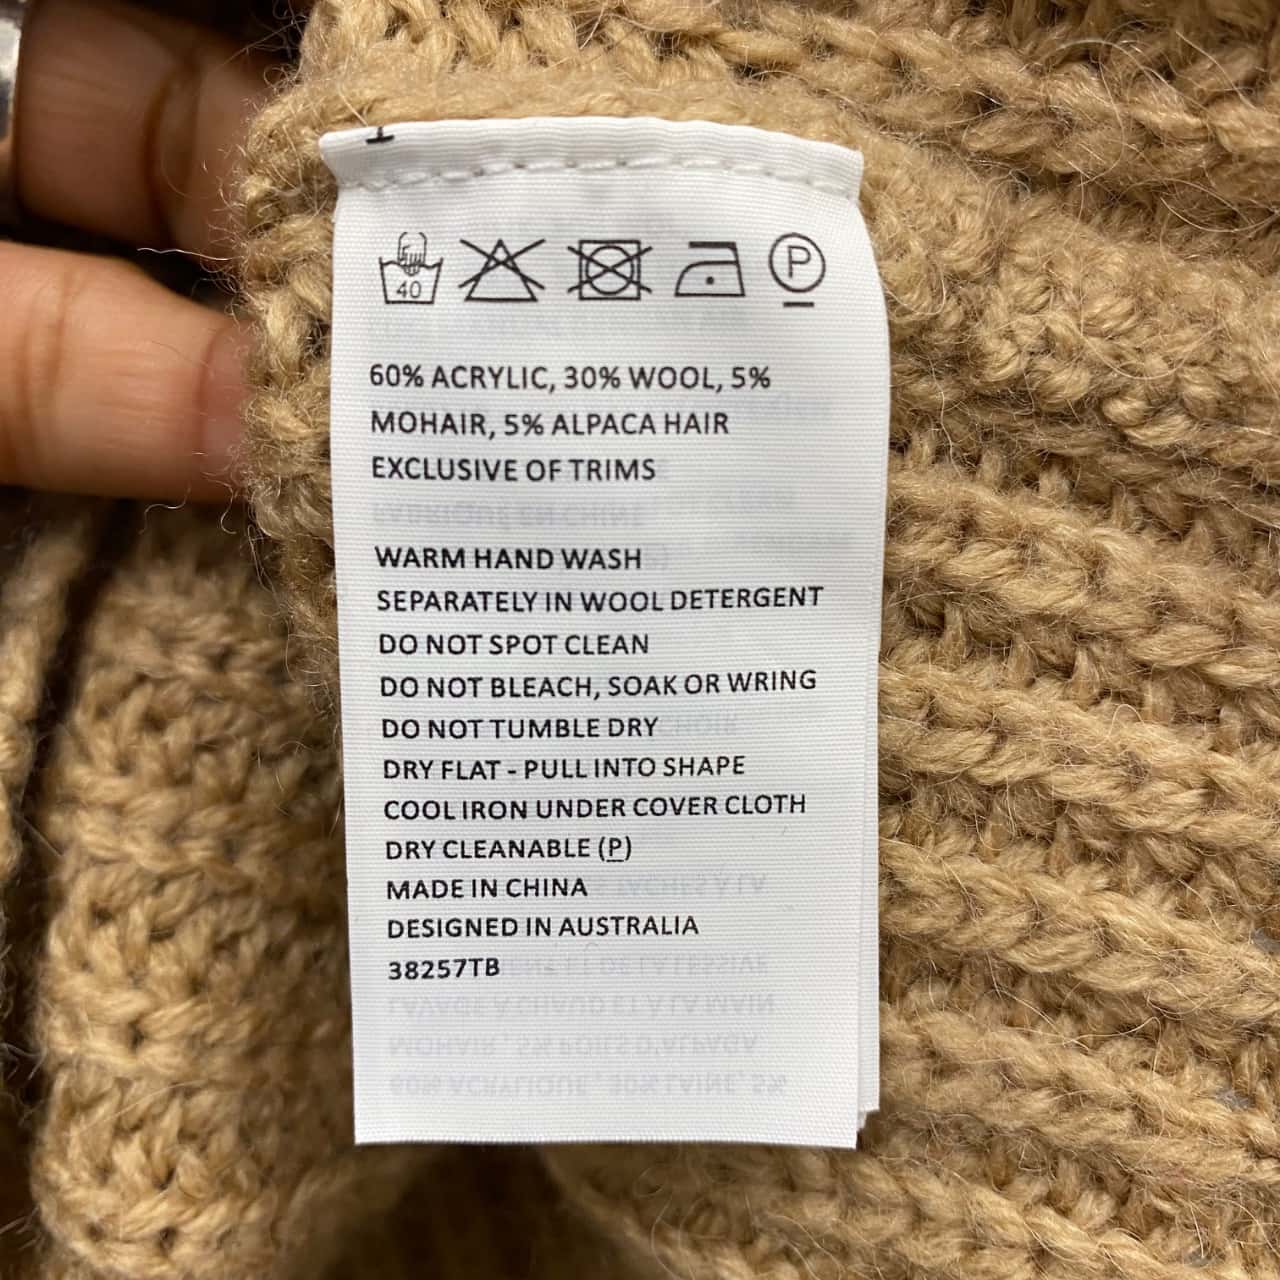 40
P
60% ACRYLIC, 30% WOOL, 5%
MOHAIR, 5% ALPACA HAIR
EXCLUSIVE OF TRIMS
WARM HAND WASH
SEPARATELY IN WOOL DETERGENT
DO NOT SPOT CLEAN
DO NOT BLEACH, SOAK OR WRING
DO NOT TUMBLE DRY
DRY FLAT - PULL INTO SHAPE
COOL IRON UNDER COVER CLOTH
DRY CLEANABLE (P)
MADE IN CHINA
DESIGNED IN AUSTRALIA
38257TB